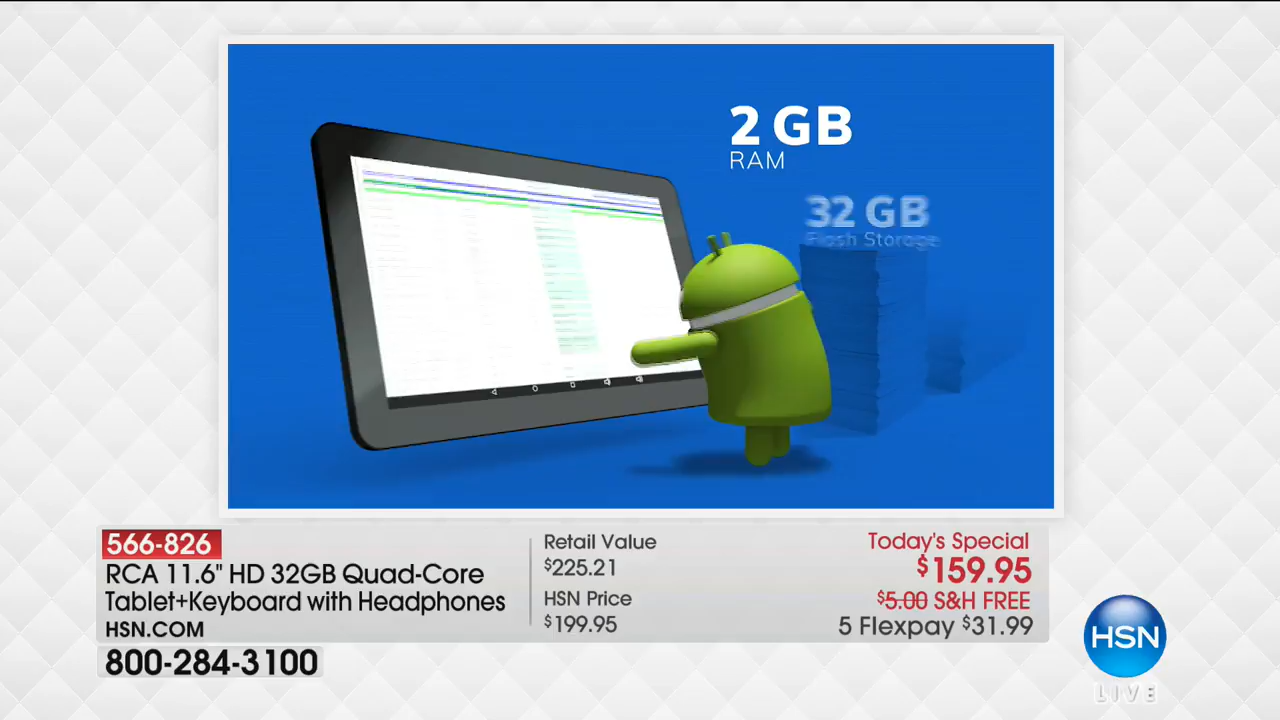 2 GB
RAM
32 GB
Flash Storage
566-826
RCA 11.6" HD 32GB Quad-Core
Tablet+Keyboard with Headphones
HSN.COM
800-284-3100
Retail Value
$225.21
HSN Price
$199.95
Today's Special
$159.95
$5.00 S&H FREE
5 Flexpay $31.99
HSN
LIVE